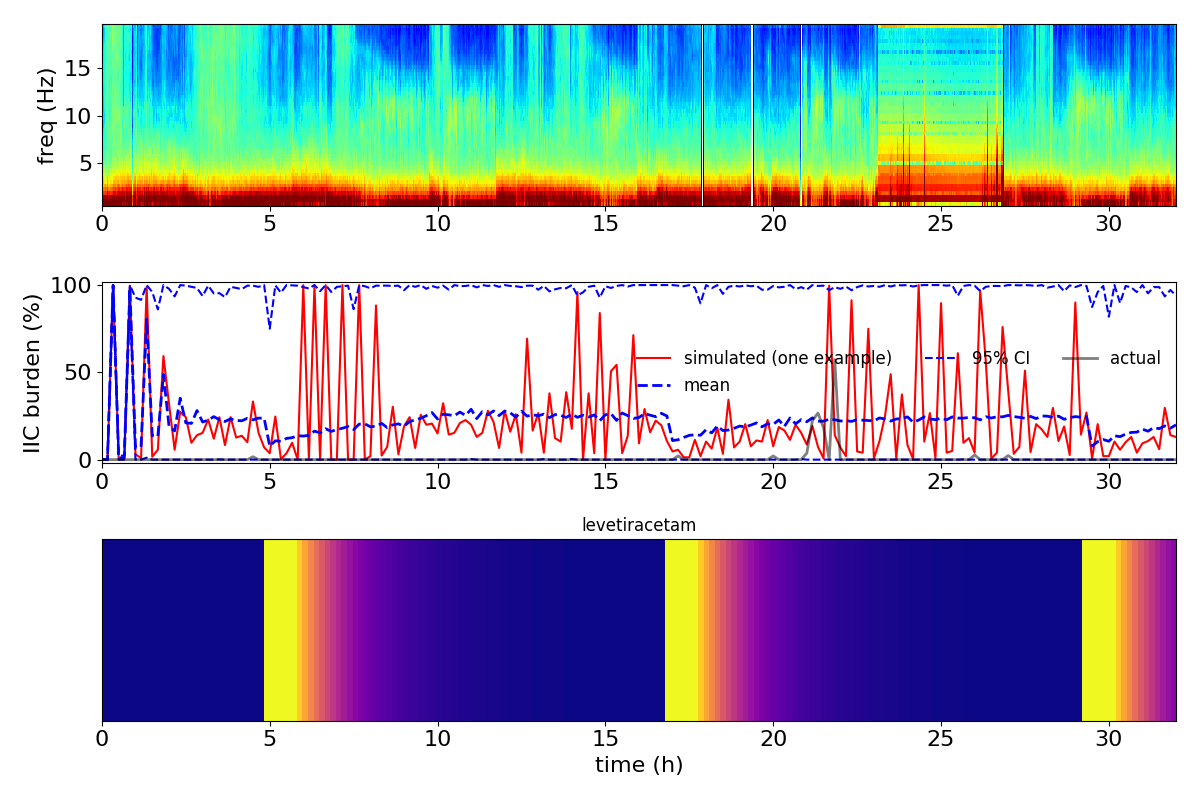 freq (Hz)
15
10
5
0 5 10 15 20 25 30
IIC burden (%)
100
50
0
simulated (one example) 95% CI actual
mean
0 5 10 15 20 25 30
levetiracetam
0 5 10 15 20 25 30
time (h)